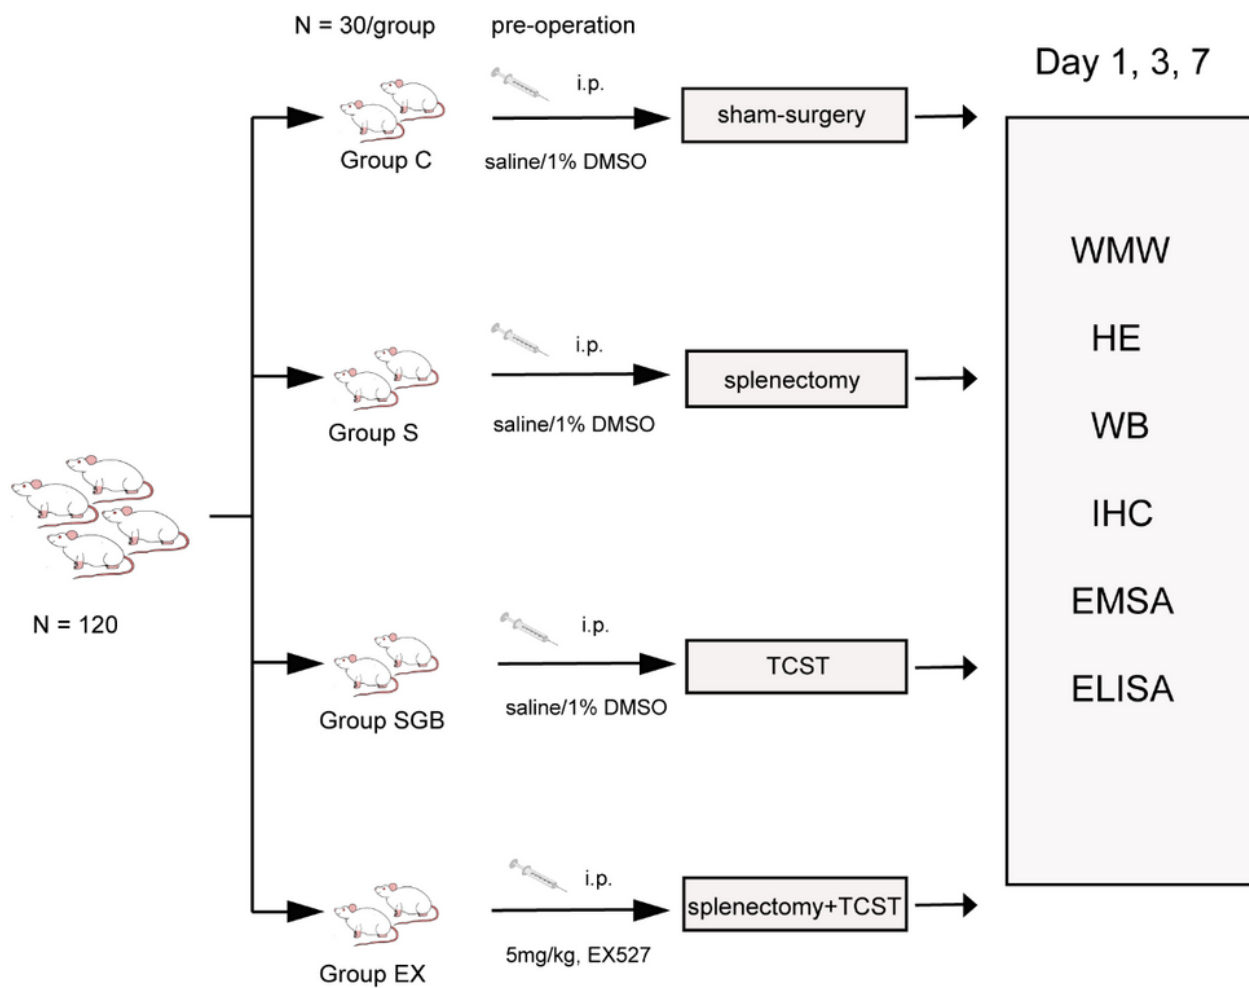 N = 30/group
pre-operation
Day 1, 3, 7
i.p.
sham-surgery
Group C
saline/1% DMSO
i.p.
splenectomy
Group S
saline/1% DMSO
N = 120
i.p.
TCST
Group SGB
saline/1% DMSO
i.p.
splenectomy+TCST
Group EX
5mg/kg, EX527
WMW
HE
WB
IHC
EMSA
ELISA